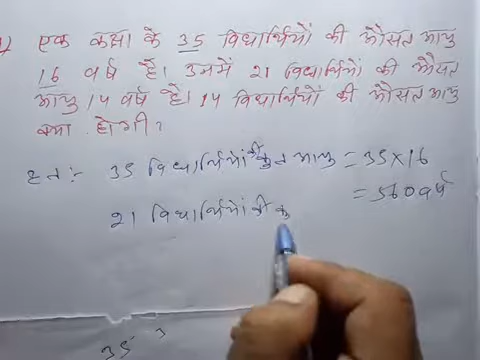 एक कक्षा के 35 विद्यार्थियों की औसत आयु
16 वर्ष है। उनमें 21 विद्यार्थियों की औसत
आयु 14 वर्ष है। 14 विद्यार्थियों की औसत आयु
क्या होगी?
हल:- 35 विद्यार्थियों की कुल आयु = 35×16
= 560 वर्ष
21 विद्यार्थियों की कु
35